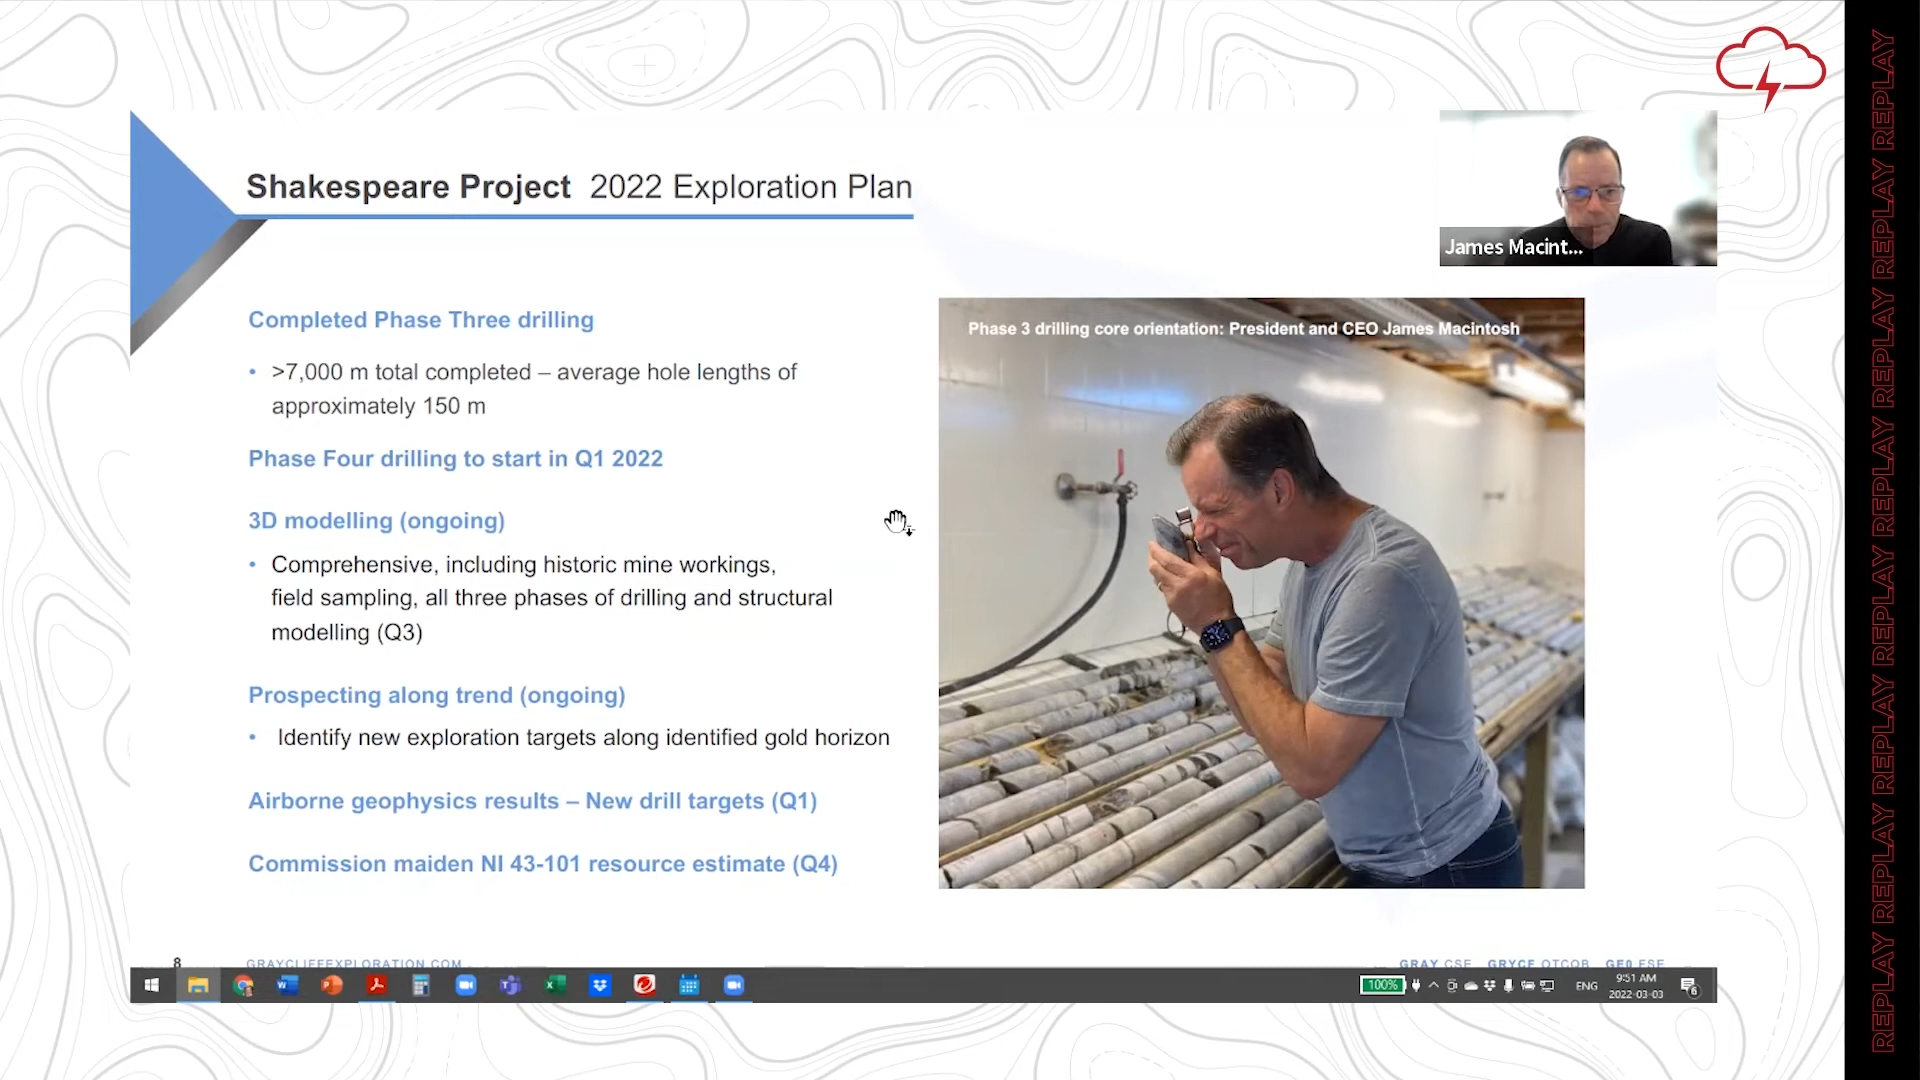 Shakespeare Project 2022 Exploration Plan
James Macint...
Completed Phase Three drilling
• >7,000 m total completed – average hole lengths of
approximately 150 m
Phase Four drilling to start in Q1 2022
3D modelling (ongoing)
• Comprehensive, including historic mine workings,
field sampling, all three phases of drilling and structural
modelling (Q3)
Prospecting along trend (ongoing)
• Identify new exploration targets along identified gold horizon
Airborne geophysics results – New drill targets (Q1)
Commission maiden NI 43-101 resource estimate (Q4)
Phase 3 drilling core orientation: President and CEO James Macintosh
8
GRAYCLIFFEXPLORATION.COM
GRAY CSE GRYCF OTCQB GE0 FSE
100%
ENG
9:51 AM
2022-03-03
6
REPLAY REPLAY REPLAY REPLAY REPLAY REPLAY REPLAY REPLAY